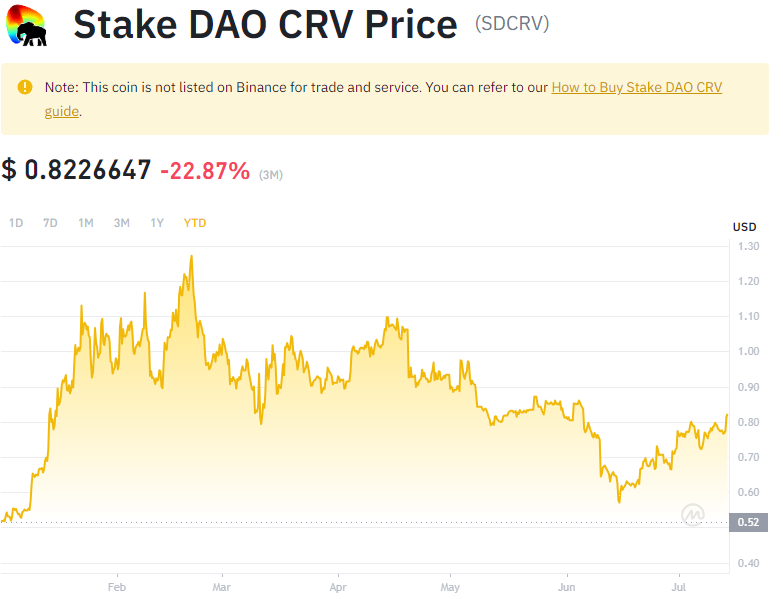 Stake DAO CRV Price (SDCRV)
Note: This coin is not listed on Binance for trade and service. You can refer to our How to Buy Stake DAO CRV
guide.
$ 0.8226647 -22.87% (3M)
1D 7D 1M 3M 1Y YTD
USD
1.30
1.20
1.10
1.00
0.90
0.80
0.70
0.60
0.52
0.40
Feb Mar Apr May Jun Jul